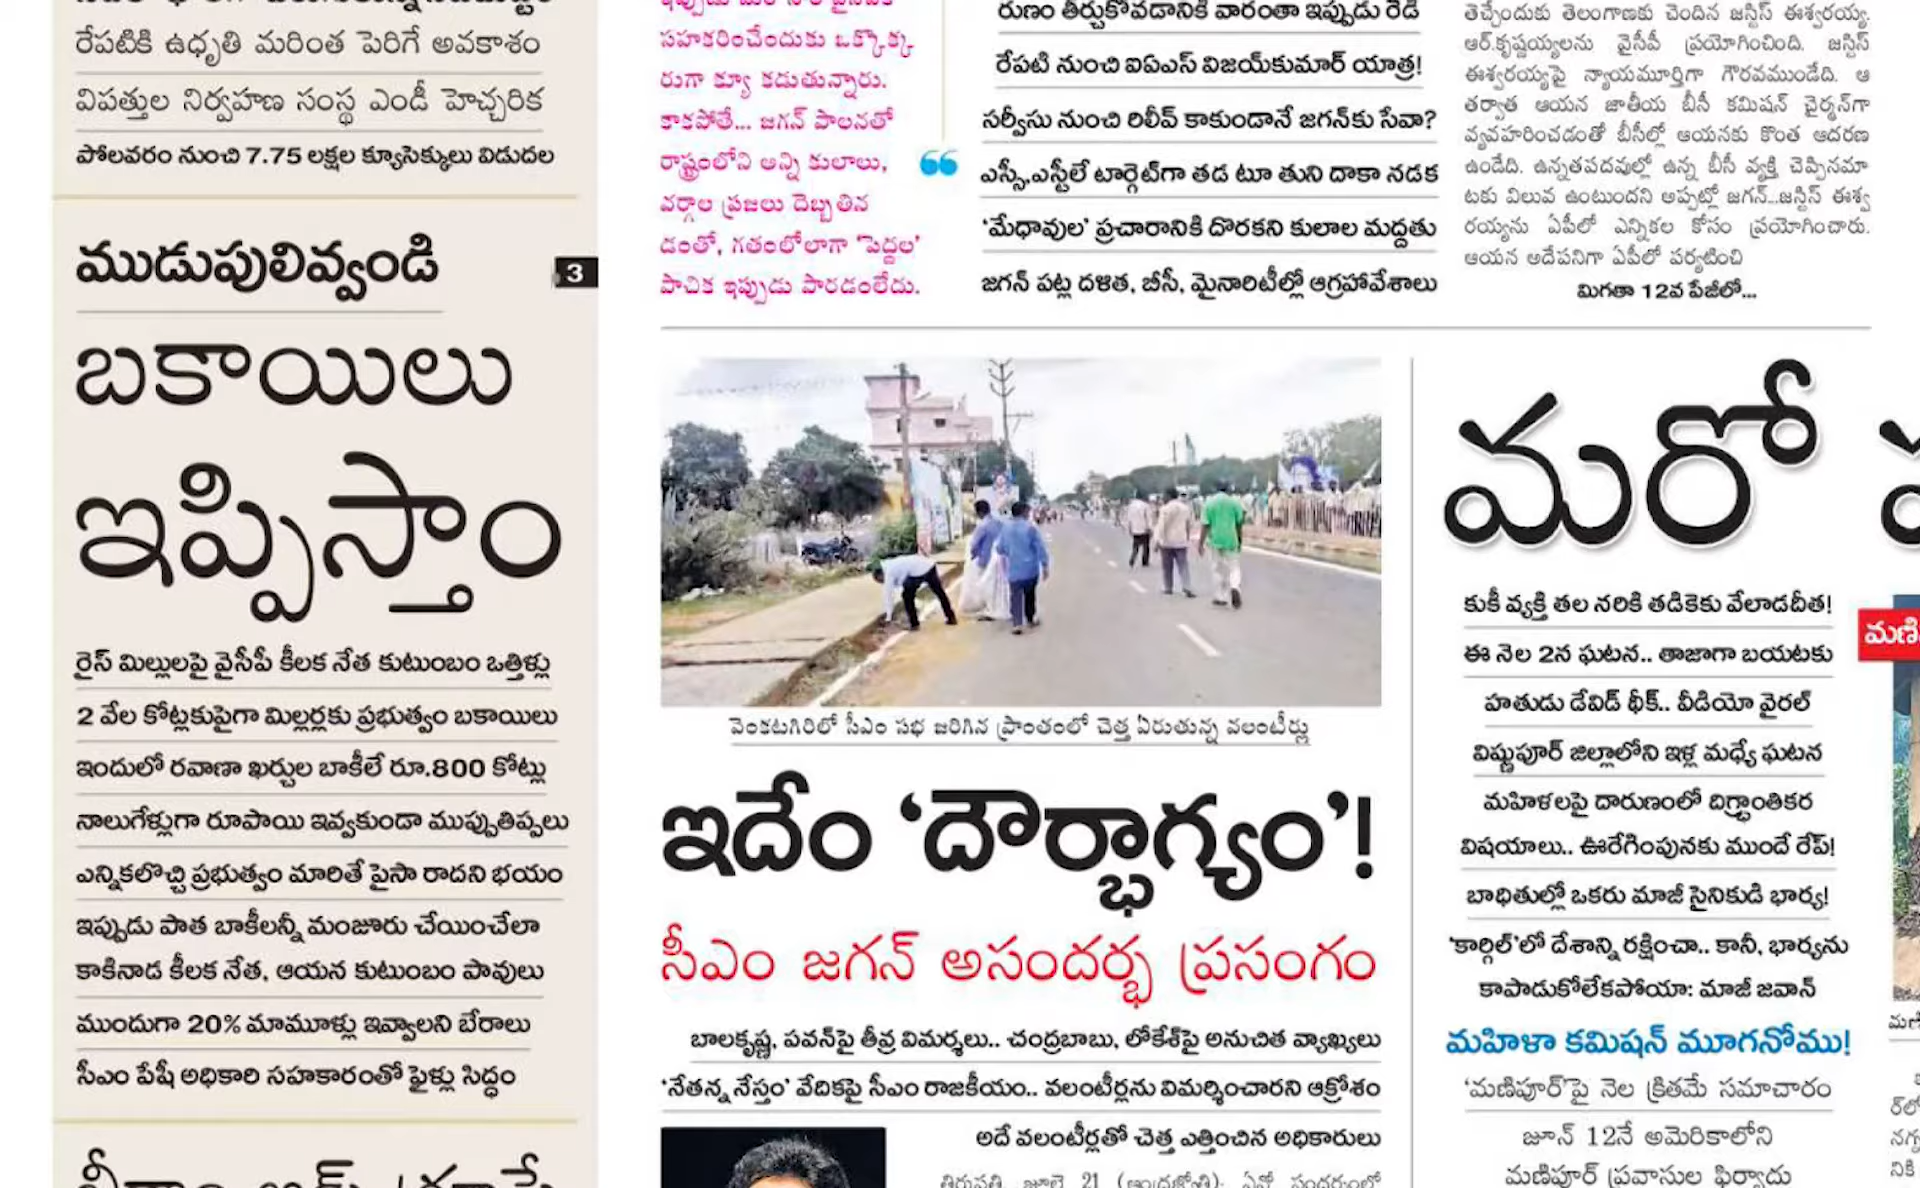 రేపటికి ఉధృతి మరింత పెరిగే అవకాశం
విపత్తుల నిర్వహణ సంస్థ ఎండీ హెచ్చరిక
పోలవరం నుంచి 7.75 లక్షల క్యూసెక్కులు విడుదల
ముడుపులివ్వండి
3
బకాయిలు
ఇప్పిస్తాం
రైస్ మిల్లులపై వైసీపీ కీలక నేత కుటుంబం ఒత్తిళ్లు
2 వేల కోట్లకుపైగా మిల్లర్లకు ప్రభుత్వం బకాయిలు
ఇందులో రవాణా ఖర్చుల బాకీలే రూ.800 కోట్లు
నాలుగేళ్లుగా రూపాయి ఇవ్వకుండా ముప్పుతిప్పలు
ఎన్నికలొచ్చి ప్రభుత్వం మారితే పైసా రాదని భయం
ఇప్పుడు పాత బాకీలన్నీ మంజూరు చేయించేలా
కాకినాడ కీలక నేత, ఆయన కుటుంబం పావులు
ముందుగా 20% మామూళ్లు ఇవ్వాలని బేరాలు
సీఎం పేషీ అధికారి సహకారంతో ఫైళ్లు సిద్ధం
సహకరించేందుకు ఒక్కొక్క
రుగా క్యూ కడుతున్నారు.
కాకపోతే... జగన్ పాలనతో
రాష్ట్రంలోని అన్ని కులాలు,
వర్గాల ప్రజలు దెబ్బతిన
డంతో, గతంలోలాగా 'పెద్దల'
పాచిక ఇప్పుడు పారడంలేదు.
రుణం తీర్చుకోవడానికి వారంతా ఇప్పుడు రెడీ
రేపటి నుంచి ఐఏఎస్ విజయ్‌కుమార్ యాత్ర!
సర్వీసు నుంచి రిలీవ్ కాకుండానే జగన్‌కు సేవా?
ఎస్సీ,ఎస్టీలే టార్గెట్‌గా తడ టూ తుని దాకా నడక
'మేధావుల' ప్రచారానికి దొరకని కులాల మద్దతు
జగన్ పట్ల దళిత, బీసీ, మైనారిటీల్లో ఆగ్రహావేశాలు
తెచ్చేందుకు తెలంగాణకు చెందిన జస్టిస్ ఈశ్వరయ్య,
ఆర్.కృష్ణయ్యలను వైసీపీ ప్రయోగించింది. జస్టిస్
ఈశ్వరయ్యపై న్యాయమూర్తిగా గౌరవముండేది. ఆ
తర్వాత ఆయన జాతీయ బీసీ కమిషన్ చైర్మన్‌గా
వ్యవహరించడంతో బీసీల్లో ఆయనకు కొంత ఆదరణ
ఉండేది. ఉన్నతపదవుల్లో ఉన్న బీసీ వ్యక్తి చెప్పినమా
టకు విలువ ఉంటుందని అప్పట్లో జగన్...జస్టిస్ ఈశ్వ
రయ్యను ఏపీలో ఎన్నికల కోసం ప్రయోగించారు.
ఆయన అదేపనిగా ఏపీలో పర్యటించి
మిగతా 12వ పేజీలో...
వెంకటగిరిలో సీఎం సభ జరిగిన ప్రాంతంలో చెత్త ఏరుతున్న వలంటీర్లు
ఇదేం 'దౌర్భాగ్యం'!
సీఎం జగన్ అసందర్భ ప్రసంగం
బాలకృష్ణ, పవన్‌పై తీవ్ర విమర్శలు.. చంద్రబాబు, లోకేశ్‌పై అనుచిత వ్యాఖ్యలు
'నేతన్న నేస్తం' వేదికపై సీఎం రాజకీయం.. వలంటీర్లను విమర్శించారని ఆక్రోశం
అదే వలంటీర్లతో చెత్త ఎత్తించిన అధికారులు
తిరుపతి, జూలై 21 (ఆంధ్రజ్యోతి): ఏదో సందర్భంలో
మరో
కుకీ వ్యక్తి తల నరికి తడికెకు వేలాడదీత!
ఈ నెల 2న ఘటన.. తాజాగా బయటకు
హతుడు డేవిడ్ థీక్.. వీడియో వైరల్
విష్ణుపూర్ జిల్లాలోని ఇళ్ల మధ్యే ఘటన
మహిళలపై దారుణంలో దిగ్భ్రాంతికర
విషయాలు.. ఊరేగింపునకు ముందే రేప్!
బాధితుల్లో ఒకరు మాజీ సైనికుడి భార్య!
'కార్గిల్'లో దేశాన్ని రక్షించా.. కానీ, భార్యను
కాపాడుకోలేకపోయా: మాజీ జవాన్
మహిళా కమిషన్ మూగనోము!
'మణిపూర్'పై నెల క్రితమే సమాచారం
జూన్ 12నే అమెరికాలోని
మణిపూర్ ప్రవాసుల ఫిర్యాదు